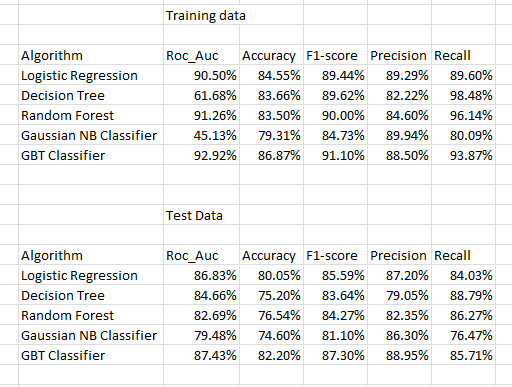 Training data
Algorithm Roc_Auc Accuracy F1-score Precision Recall
Logistic Regression 90.50% 84.55% 89.44% 89.29% 89.60%
Decision Tree 61.68% 83.66% 89.62% 82.22% 98.48%
Random Forest 91.26% 83.50% 90.00% 84.60% 96.14%
Gaussian NB Classifier 45.13% 79.31% 84.73% 89.94% 80.09%
GBT Classifier 92.92% 86.87% 91.10% 88.50% 93.87%
Test Data
Algorithm Roc_Auc Accuracy F1-score Precision Recall
Logistic Regression 86.83% 80.05% 85.59% 87.20% 84.03%
Decision Tree 84.66% 75.20% 83.64% 79.05% 88.79%
Random Forest 82.69% 76.54% 84.27% 82.35% 86.27%
Gaussian NB Classifier 79.48% 74.60% 81.10% 86.30% 76.47%
GBT Classifier 87.43% 82.20% 87.30% 88.95% 85.71%